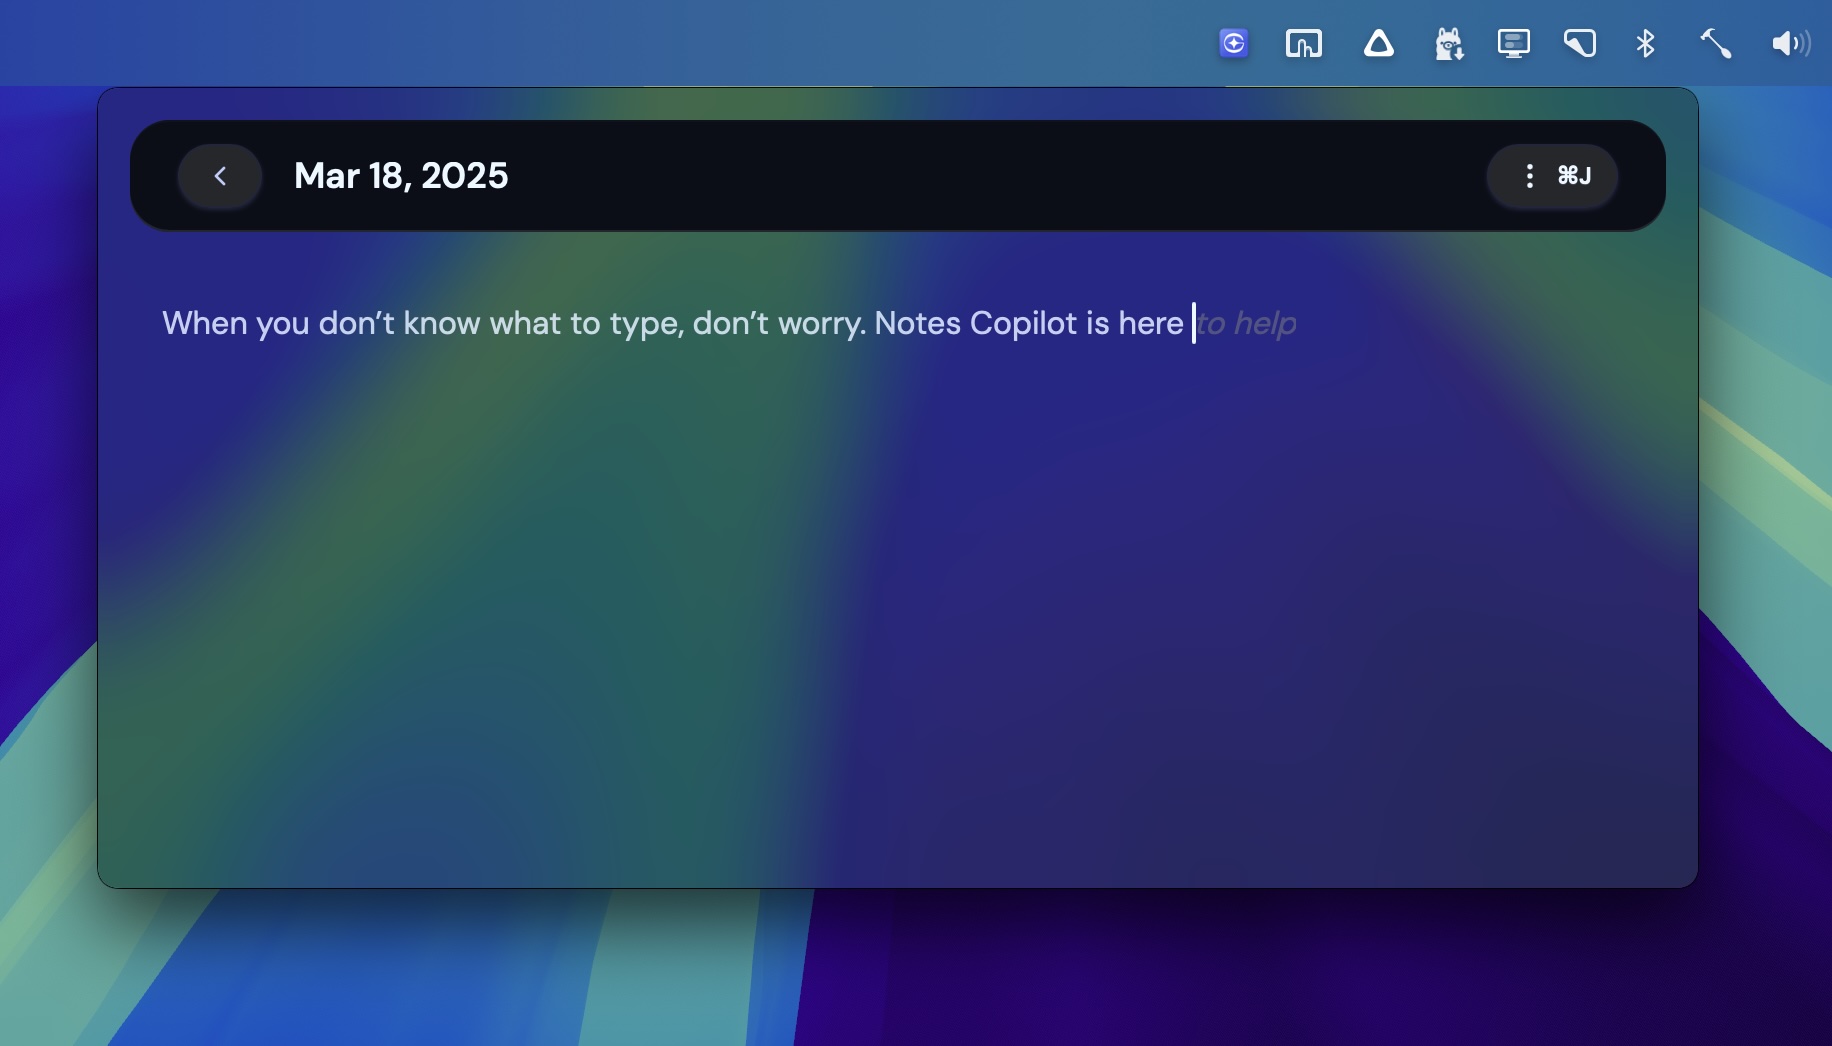 Mar 18, 2025
⌘J
When you don’t know what to type, don’t worry. Notes Copilot is here to help